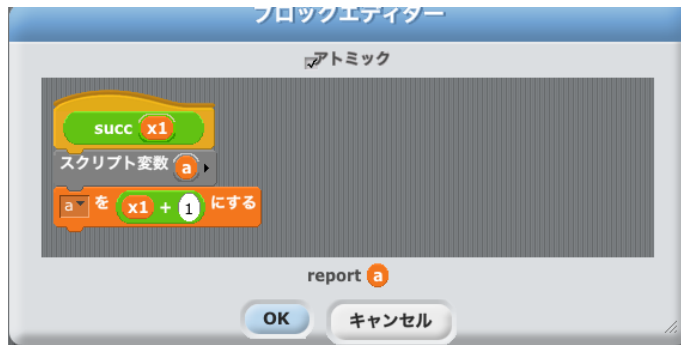 ブロックエディター
アトミック
succ x1
スクリプト変数 a
a を x1 + 1 にする
report a
OK キャンセル